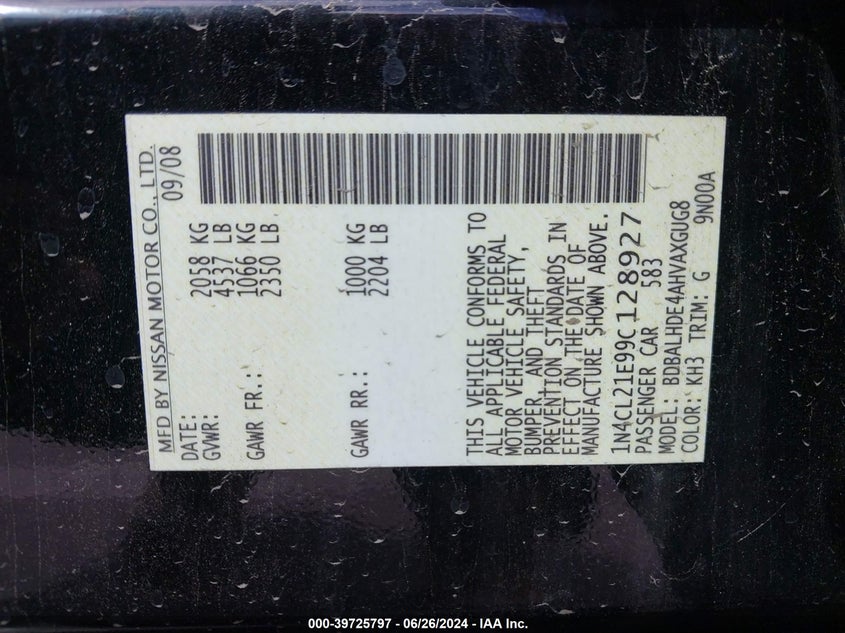 MFD BY NISSAN MOTOR CO., LTD.
DATE: 09/08
GVWR: 2058 KG
4537 LB
GAWR FR.: 1066 KG
2350 LB
GAWR RR.: 1000 KG
2204 LB
THIS VEHICLE CONFORMS TO
ALL APPLICABLE FEDERAL
MOTOR VEHICLE SAFETY,
BUMPER, AND THEFT
PREVENTION STANDARDS IN
EFFECT ON THE DATE OF
MANUFACTURE SHOWN ABOVE.
1N4CL21E99C128927
PASSENGER CAR 583
MODEL: BDBALHDE4AHVAXGUG8
COLOR: KH3 TRIM: G 9N00A
000-39725797 - 06/26/2024 - IAA Inc.